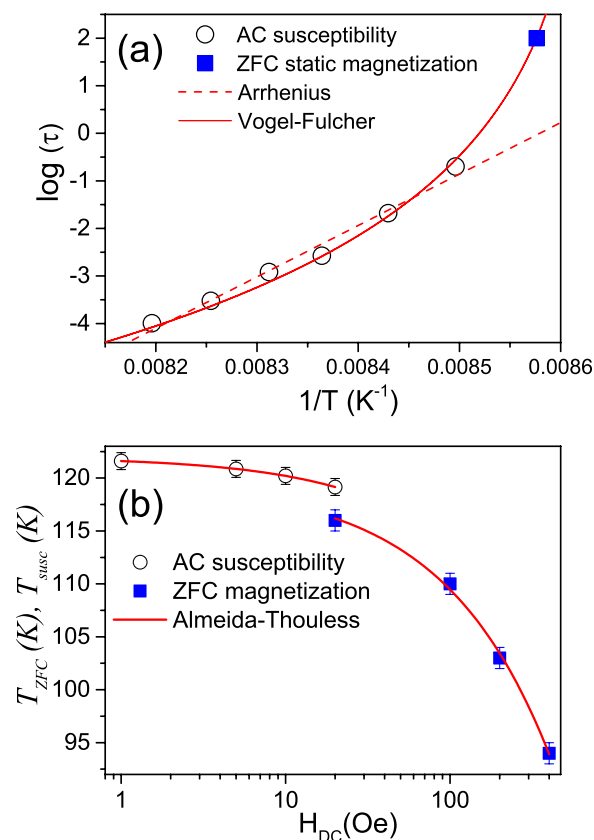 (a)
AC susceptibility
ZFC static magnetization
Arrhenius
Vogel-Fulcher
log (τ)
2
1
0
-1
-2
-3
-4
0.0082 0.0083 0.0084 0.0085 0.0086
1/T (K⁻¹)
(b)
AC susceptibility
ZFC magnetization
Almeida-Thouless
T_ZFC (K), T_susc (K)
120
115
110
105
100
95
1 10 100
H_DC(Oe)